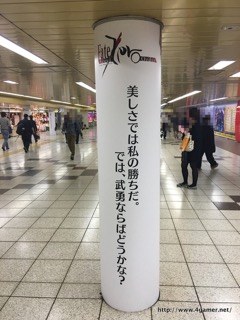 Fate/Zero
美しさでは私の勝ちだ。
では、武勇ならばどうかな？
http://www.4gamer.net/